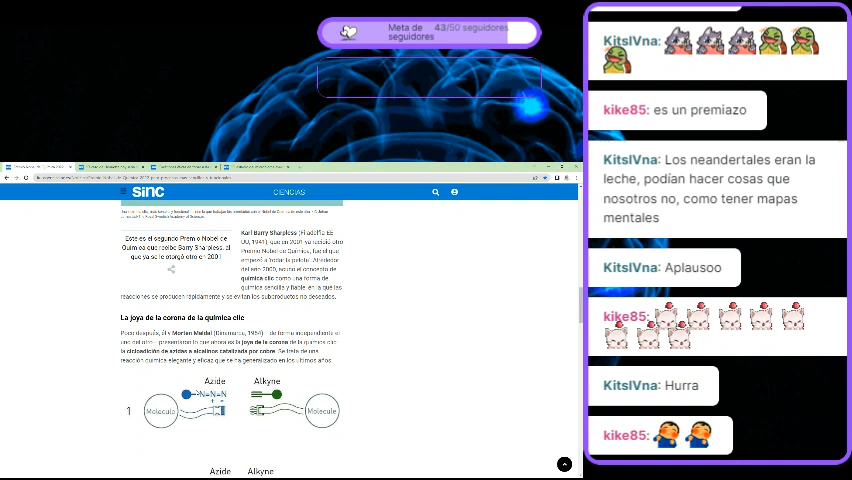 Meta de
seguidores
43/50 seguidores
sinc
CIENCIAS
Este es el segundo Premio Nobel de
Química que recibe Barry Sharpless, al
que ya se le otorgó otro en 2001
Karl Barry Sharpless (Filadelfia EE
UU, 1941), que en 2001 ya recibió otro
Premio Nobel de Química, fue el que
empezó a 'rodar la pelota'. Alrededor
del año 2000, acuñó el concepto de
química clic como una forma de
química sencilla y fiable, en la que las
reacciones se producen rápidamente y se evitan los subproductos no deseados.
La joya de la corona de la química clic
Poco después, él y Morten Meldal (Dinamarca, 1954) – de forma independiente el
uno del otro– presentaron lo que ahora es la joya de la corona de la química clic:
la cicloadición de azidas a alcalinos catalizada por cobre. Se trata de una
reacción química elegante y eficaz que se ha generalizado en los últimos años.
Azide Alkyne
N=N=N
+ -
1 Molecule Molecule
Azide Alkyne
KitsIVna:
kike85: es un premiazo
KitsIVna: Los neandertales eran la
leche, podían hacer cosas que
nosotros no, como tener mapas
mentales
KitsIVna: Aplausoo
kike85:
KitsIVna: Hurra
kike85: